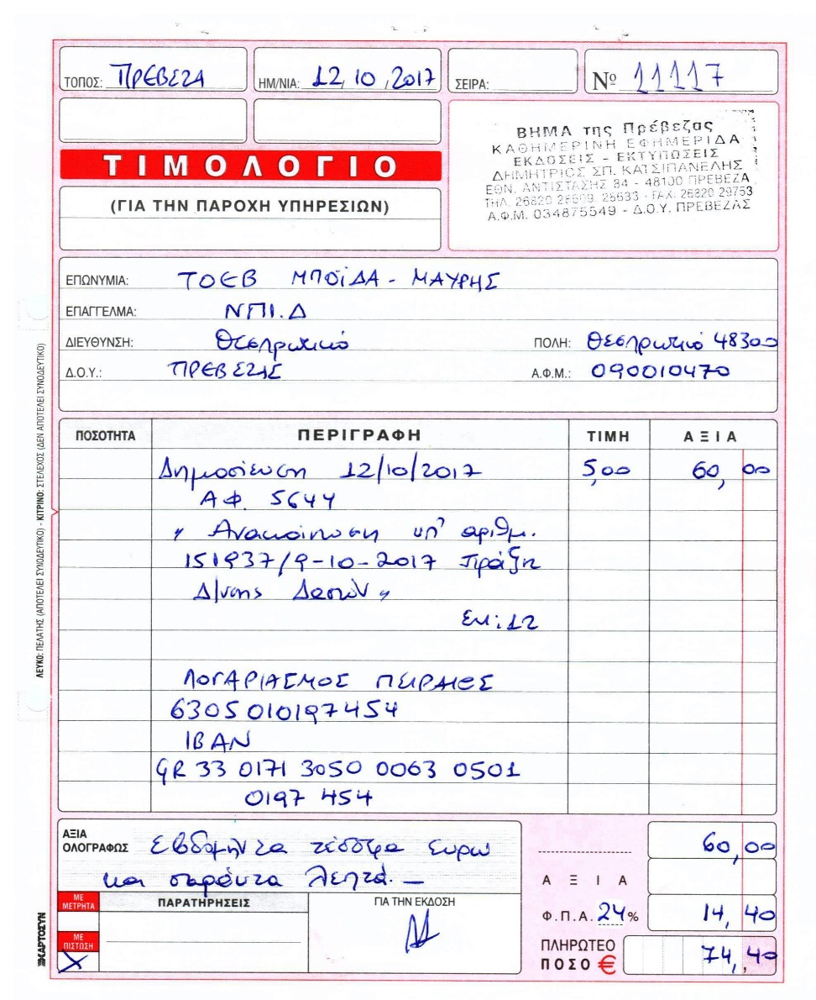 ΤΟΠΟΣ: ΠΡΕΒΕΖΑ ΗΜ/ΝΙΑ: 12, 10, 2017 ΣΕΙΡΑ: Νº 11117
ΤΙΜΟΛΟΓΙΟ
(ΓΙΑ ΤΗΝ ΠΑΡΟΧΗ ΥΠΗΡΕΣΙΩΝ)
ΒΗΜΑ της Πρέβεζας
ΚΑΘΗΜΕΡΙΝΗ ΕΦΗΜΕΡΙΔΑ
ΕΚΔΟΣΕΙΣ - ΕΚΤΥΠΩΣΕΙΣ
ΔΗΜΗΤΡΙΟΣ ΣΠ. ΚΑΤΣΙΠΑΝΕΛΗΣ
ΕΘΝ. ΑΝΤΙΣΤΑΣΗΣ 84 - 48100 ΠΡΕΒΕΖΑ
ΤΗΛ. 26820 28609, 28633 - FAX. 26820 29753
Α.Φ.Μ. 034875549 - Δ.Ο.Υ. ΠΡΕΒΕΖΑΣ
ΕΠΩΝΥΜΙΑ: ΤΟΕΒ ΜΠΟΪΔΑ - ΜΑΥΡΗΣ
ΕΠΑΓΓΕΛΜΑ: ΝΠΙ.Δ
ΔΙΕΥΘΥΝΣΗ: Θεσπρωτικό ΠΟΛΗ: Θεσπρωτικό 48300
Δ.Ο.Υ.: ΠΡΕΒΕΖΑΣ Α.Φ.Μ.: 090010470
ΠΟΣΟΤΗΤΑ ΠΕΡΙΓΡΑΦΗ ΤΙΜΗ ΑΞΙΑ
Δημοσίευση 12/10/2017 5,00 60,00
ΑΦ. 5644
"Ανακοίνωση υπ' αριθμ.
151937/9-10-2017 πράξη
Δ/νσης Δασών"
Εκ: 12
ΛΟΓΑΡΙΑΣΜΟΣ ΠΕΙΡΑΙΩΣ
6305 010197454
IBAN
GR 33 0171 3050 0063 0501
0197 454
ΑΞΙΑ ΟΛΟΓΡΑΦΩΣ Εβδομήντα τέσσερα ευρώ
και σαράντα λεπτά. —
60,00
ΑΞΙΑ
Φ.Π.Α. 24% 14,40
ΠΛΗΡΩΤΕΟ ΠΟΣΟ € 74,40
ΜΕ ΜΕΤΡΗΤΑ
ΜΕ ΠΙΣΤΩΣΗ X
ΠΑΡΑΤΗΡΗΣΕΙΣ
ΓΙΑ ΤΗΝ ΕΚΔΟΣΗ
ΛΕΥΚΟ: ΠΕΛΑΤΗΣ (ΑΠΟΤΕΛΕΙ ΣΥΝΟΔΕΥΤΙΚΟ) - ΚΙΤΡΙΝΟ: ΣΤΕΛΕΧΟΣ (ΔΕΝ ΑΠΟΤΕΛΕΙ ΣΥΝΟΔΕΥΤΙΚΟ)
ΧΑΡΤΟΣΥΝ